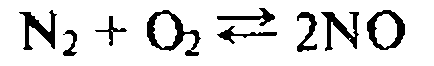 N₂ + O₂ ⇄ 2NO